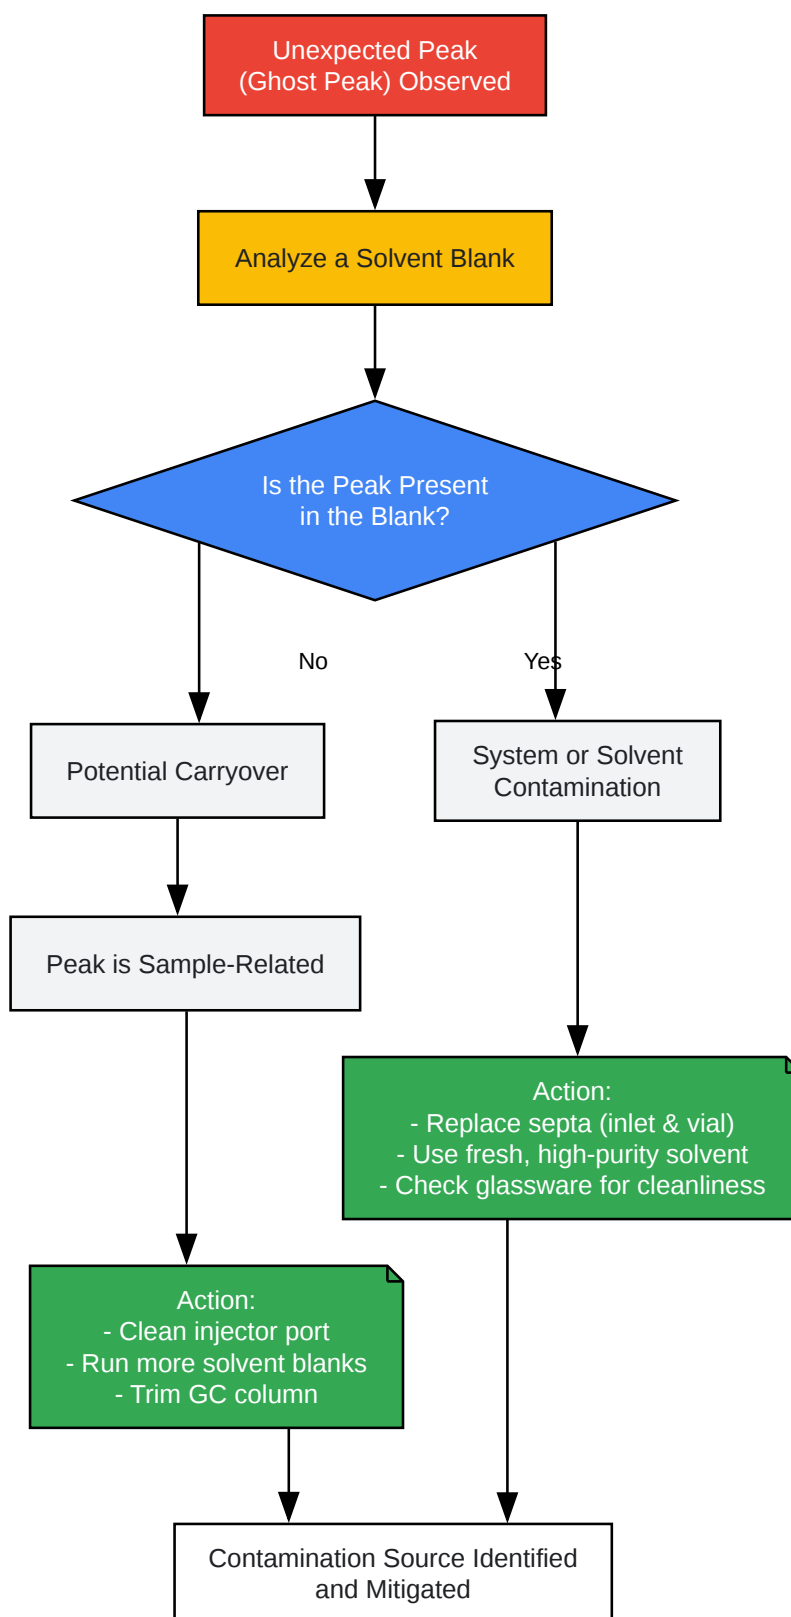 Unexpected Peak
(Ghost Peak) Observed
Analyze a Solvent Blank
Is the Peak Present
in the Blank?
No
Yes
Potential Carryover
System or Solvent
Contamination
Peak is Sample-Related
Action:
- Replace septa (inlet & vial)
- Use fresh, high-purity solvent
- Check glassware for cleanliness
Action:
- Clean injector port
- Run more solvent blanks
- Trim GC column
Contamination Source Identified
and Mitigated